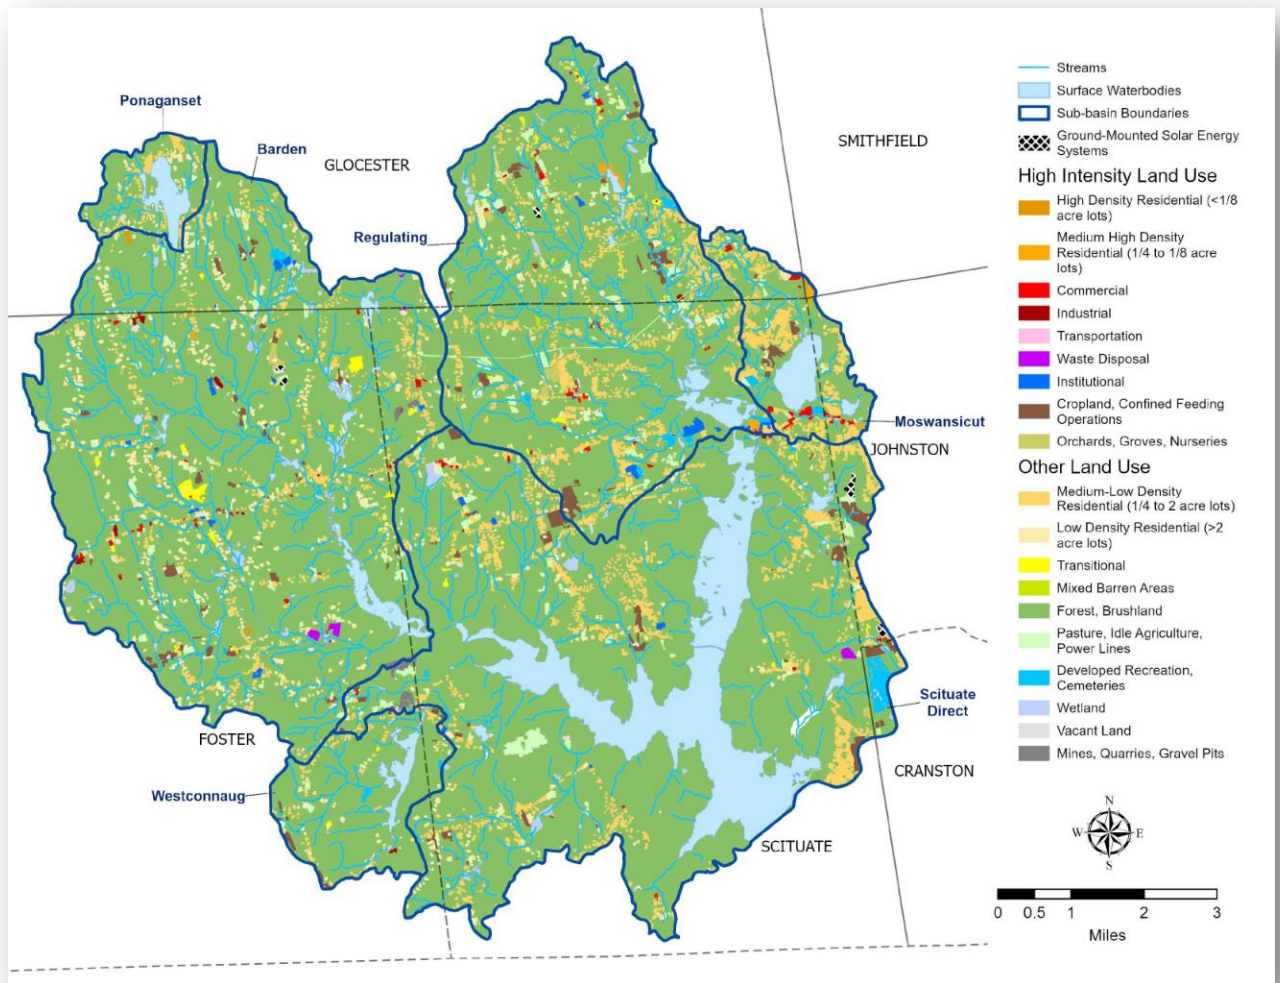 Ponaganset
Barden
GLOCESTER
SMITHFIELD
Regulating
Moswansicut
JOHNSTON
Scituate
Direct
FOSTER
CRANSTON
Westconnaug
SCITUATE
Streams
Surface Waterbodies
Sub-basin Boundaries
Ground-Mounted Solar Energy
Systems
High Intensity Land Use
High Density Residential (<1/8
acre lots)
Medium High Density
Residential (1/4 to 1/8 acre
lots)
Commercial
Industrial
Transportation
Waste Disposal
Institutional
Cropland, Confined Feeding
Operations
Orchards, Groves, Nurseries
Other Land Use
Medium-Low Density
Residential (1/4 to 2 acre lots)
Low Density Residential (>2
acre lots)
Transitional
Mixed Barren Areas
Forest, Brushland
Pasture, Idle Agriculture,
Power Lines
Developed Recreation,
Cemeteries
Wetland
Vacant Land
Mines, Quarries, Gravel Pits
N
W E
S
0 0.5 1 2 3
Miles